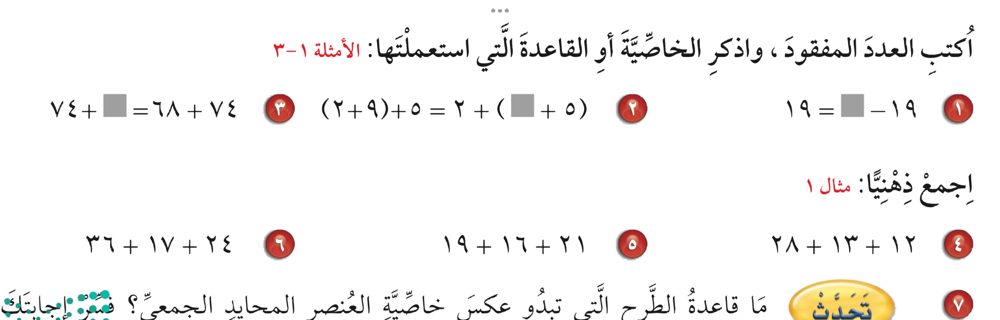 اُكتبِ العددَ المفقودَ ، واذكرِ الخاصِّيَّةَ أوِ القاعدةَ الَّتي استعملْتَها: الأمثلة ١-٣
١ ١٩ - ■ = ١٩ ٢ (٥ + ■ ) + ٢ = ٥+(٩+٢) ٣ ٧٤ + ٦٨ = ■ +٧٤
اِجمعْ ذِهْنِيًّا: مثال ١
٤ ١٢ + ١٣ + ٢٨ ٥ ٢١ + ١٦ + ١٩ ٦ ٢٤ + ١٧ + ٣٦
٧ تَحَدَّثْ مَا قاعدةُ الطَّرحِ الَّتي تبدُو عكسَ خاصِّيَّةِ العُنصرِ المحايدِ الجمعيِّ؟ فسِّرْ إجابتَكَ